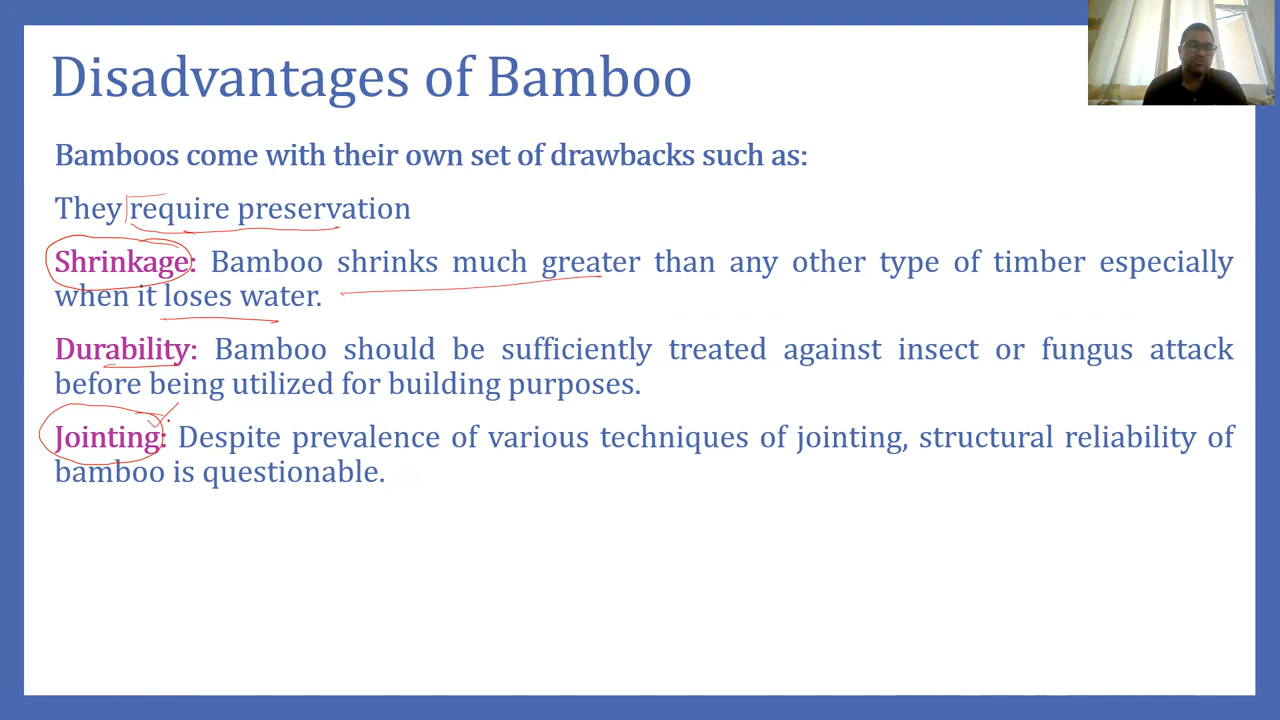 Disadvantages of Bamboo
Bamboos come with their own set of drawbacks such as:
They require preservation
Shrinkage: Bamboo shrinks much greater than any other type of timber especially
when it loses water.
Durability: Bamboo should be sufficiently treated against insect or fungus attack
before being utilized for building purposes.
Jointing: Despite prevalence of various techniques of jointing, structural reliability of
bamboo is questionable.